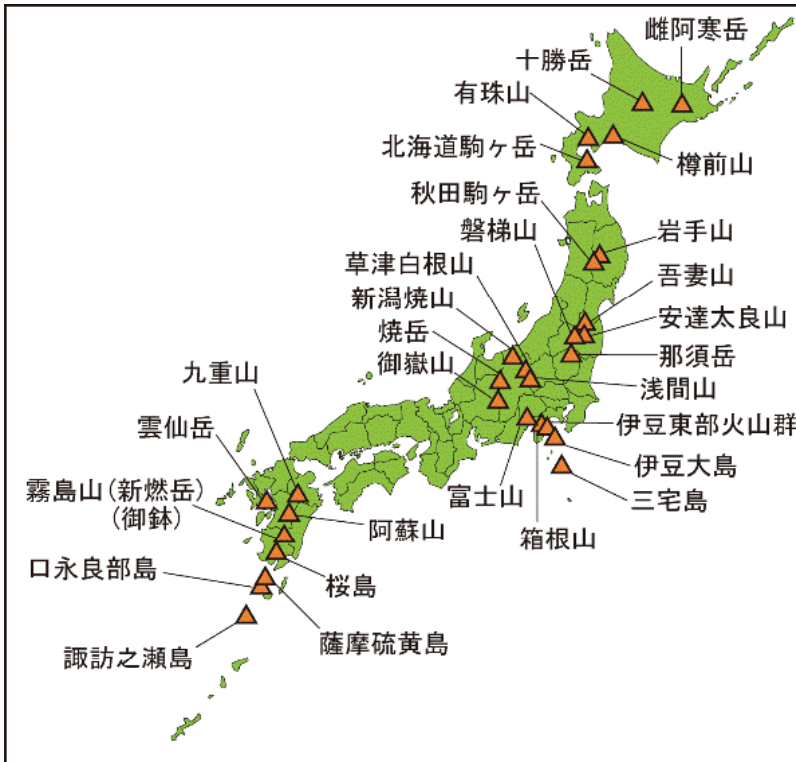 雌阿寒岳
十勝岳
有珠山
北海道駒ヶ岳
樽前山
秋田駒ヶ岳
磐梯山
岩手山
草津白根山
吾妻山
新潟焼山
安達太良山
焼岳
那須岳
御嶽山
浅間山
九重山
伊豆東部火山群
雲仙岳
伊豆大島
富士山
三宅島
霧島山(新燃岳)
(御鉢)
阿蘇山
箱根山
口永良部島
桜島
諏訪之瀬島
薩摩硫黄島